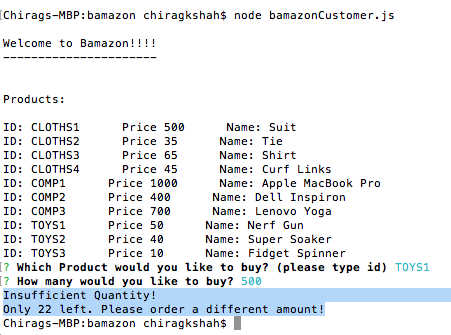 Chirags-MBP:bamazon chiragkshah$ node bamazonCustomer.js
Welcome to Bamazon!!!!
----------------------
Products:
ID: CLOTHS1      Price 500      Name: Suit
ID: CLOTHS2      Price 35      Name: Tie
ID: CLOTHS3      Price 65      Name: Shirt
ID: CLOTHS4      Price 45      Name: Curf Links
ID: COMP1      Price 1000      Name: Apple MacBook Pro
ID: COMP2      Price 400      Name: Dell Inspiron
ID: COMP3      Price 700      Name: Lenovo Yoga
ID: TOYS1      Price 50      Name: Nerf Gun
ID: TOYS2      Price 40      Name: Super Soaker
ID: TOYS3      Price 10      Name: Fidget Spinner
[? Which Product would you like to buy? (please type id) TOYS1
[? How many would you like to buy? 500
Insufficient Quantity!
Only 22 left. Please order a different amount!
Chirags-MBP:bamazon chiragkshah$